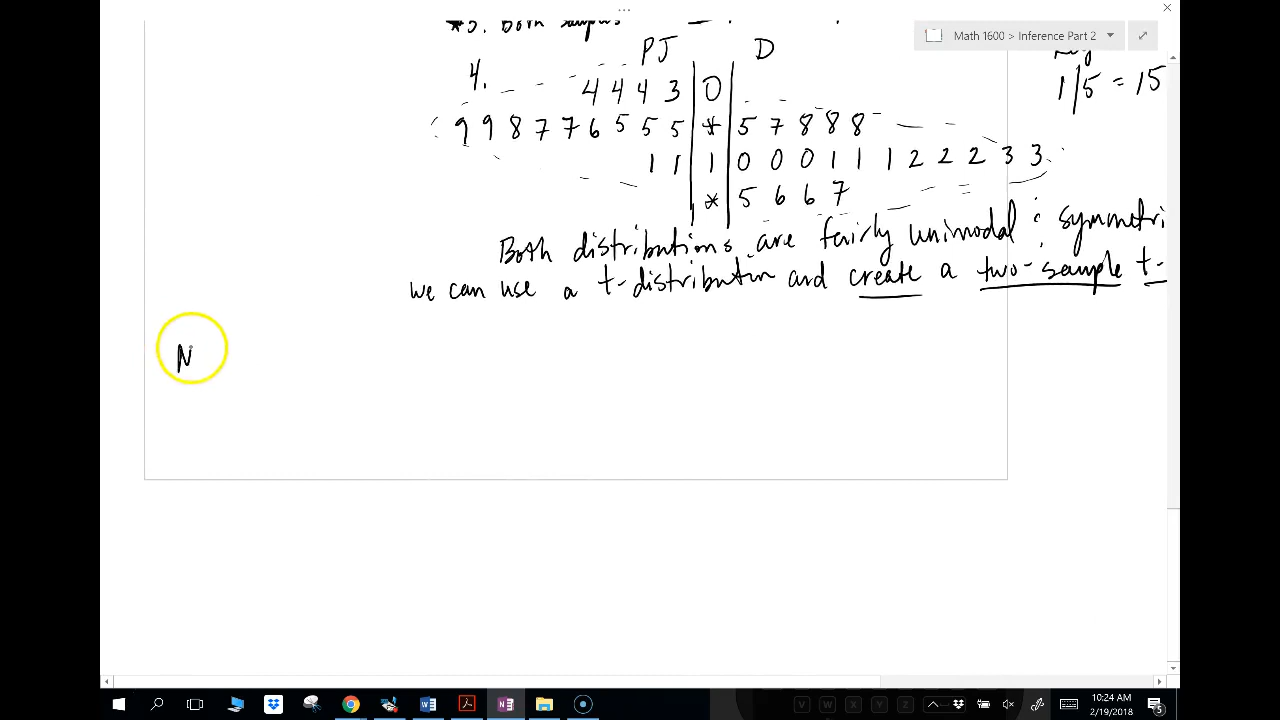 Math 1600 > Inference Part 2
PJ D
4. 4 4 4 3 | 0 |
1/5 = 15
9 9 8 7 7 6 5 5 5 | * | 5 7 8 8 8
1 1 | 1 | 0 0 0 1 1 1 2 2 2 3 3
| * | 5 6 6 7
Both distributions are fairly unimodal & symmetri
we can use a t-distribution and create a two-sample t-
N
10:24 AM
2/19/2018